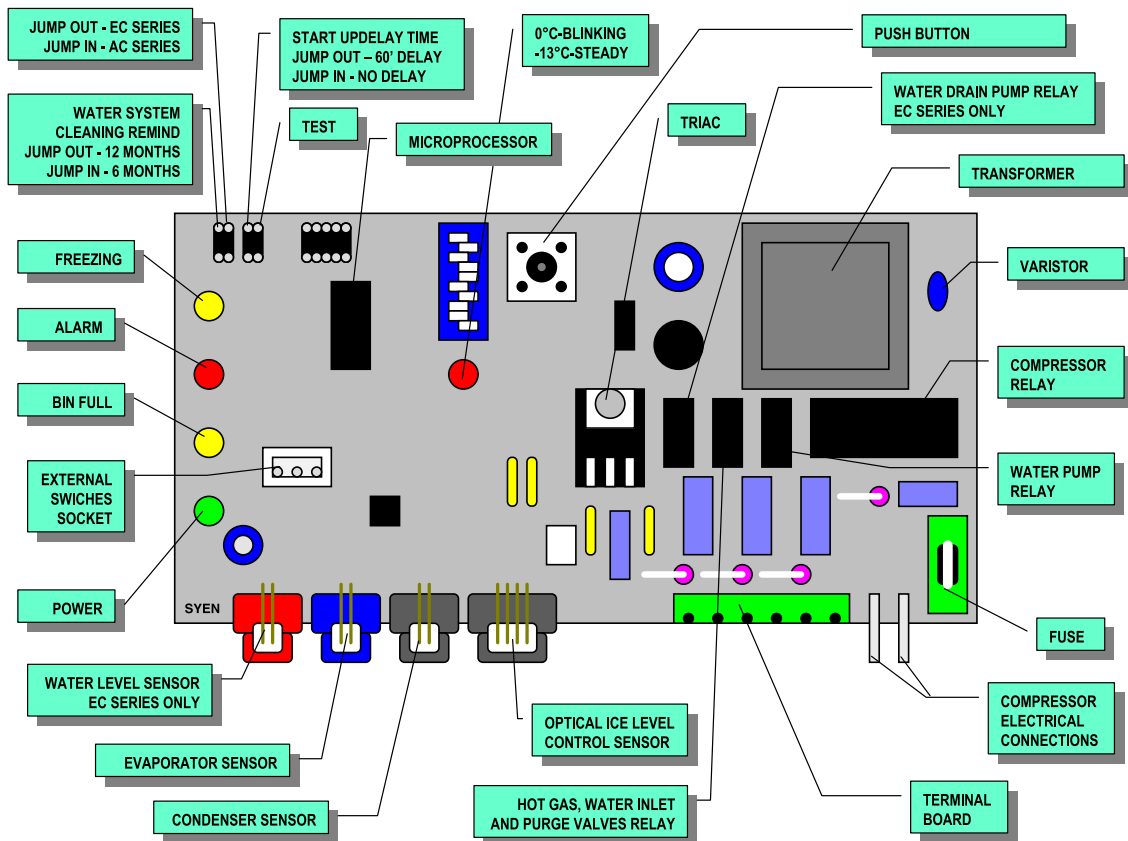 JUMP OUT - EC SERIES
JUMP IN - AC SERIES
START UPDELAY TIME
JUMP OUT – 60' DELAY
JUMP IN - NO DELAY
0°C-BLINKING
-13°C-STEADY
PUSH BUTTON
WATER SYSTEM
CLEANING REMIND
JUMP OUT - 12 MONTHS
JUMP IN - 6 MONTHS
TEST
MICROPROCESSOR
TRIAC
WATER DRAIN PUMP RELAY
EC SERIES ONLY
TRANSFORMER
FREEZING
VARISTOR
ALARM
COMPRESSOR
RELAY
BIN FULL
EXTERNAL
SWICHES
SOCKET
WATER PUMP
RELAY
POWER
SYEN
FUSE
WATER LEVEL SENSOR
EC SERIES ONLY
OPTICAL ICE LEVEL
CONTROL SENSOR
COMPRESSOR
ELECTRICAL
CONNECTIONS
EVAPORATOR SENSOR
CONDENSER SENSOR
HOT GAS, WATER INLET
AND PURGE VALVES RELAY
TERMINAL
BOARD